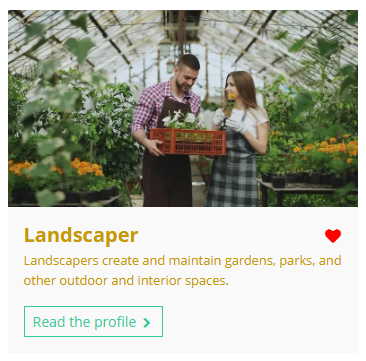 Landscaper
Landscapers create and maintain gardens, parks, and
other outdoor and interior spaces.
Read the profile